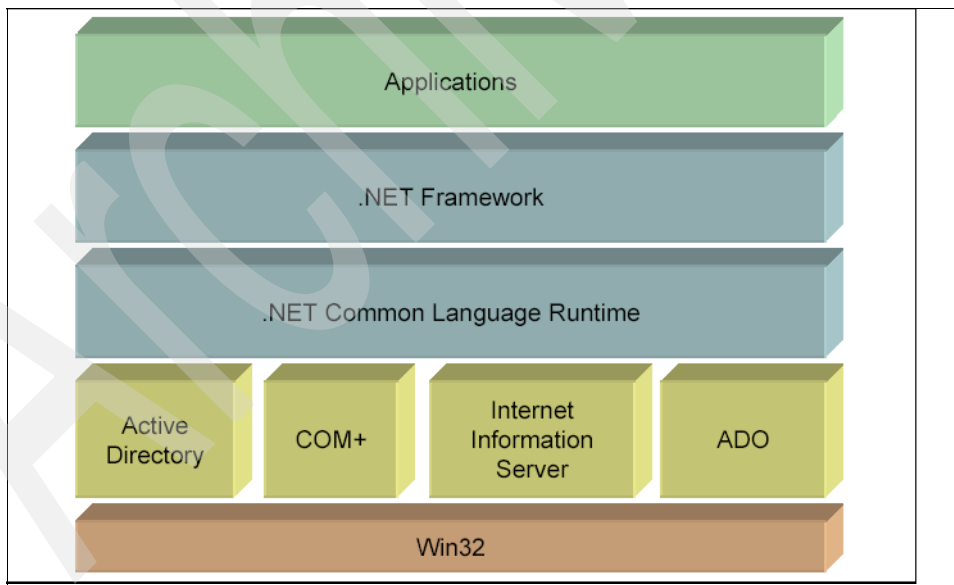 Applications
.NET Framework
.NET Common Language Runtime
Active
Directory
COM+
Internet
Information
Server
ADO
Win32